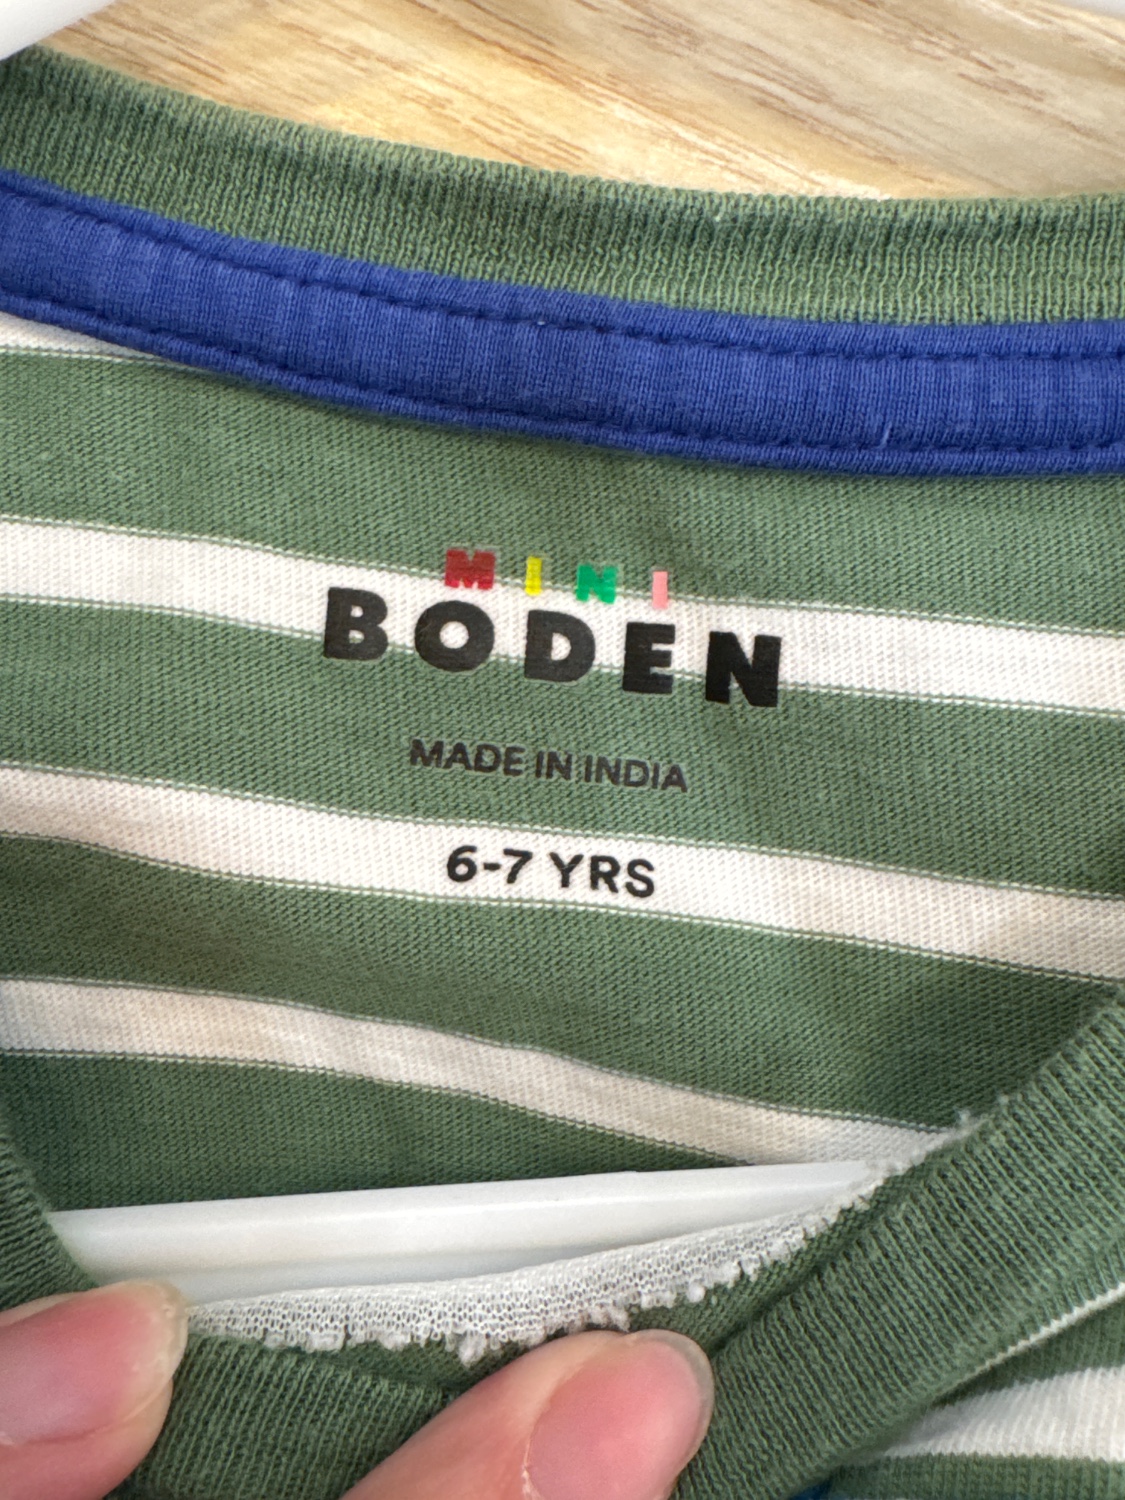 MINI
BODEN
MADE IN INDIA
6-7 YRS